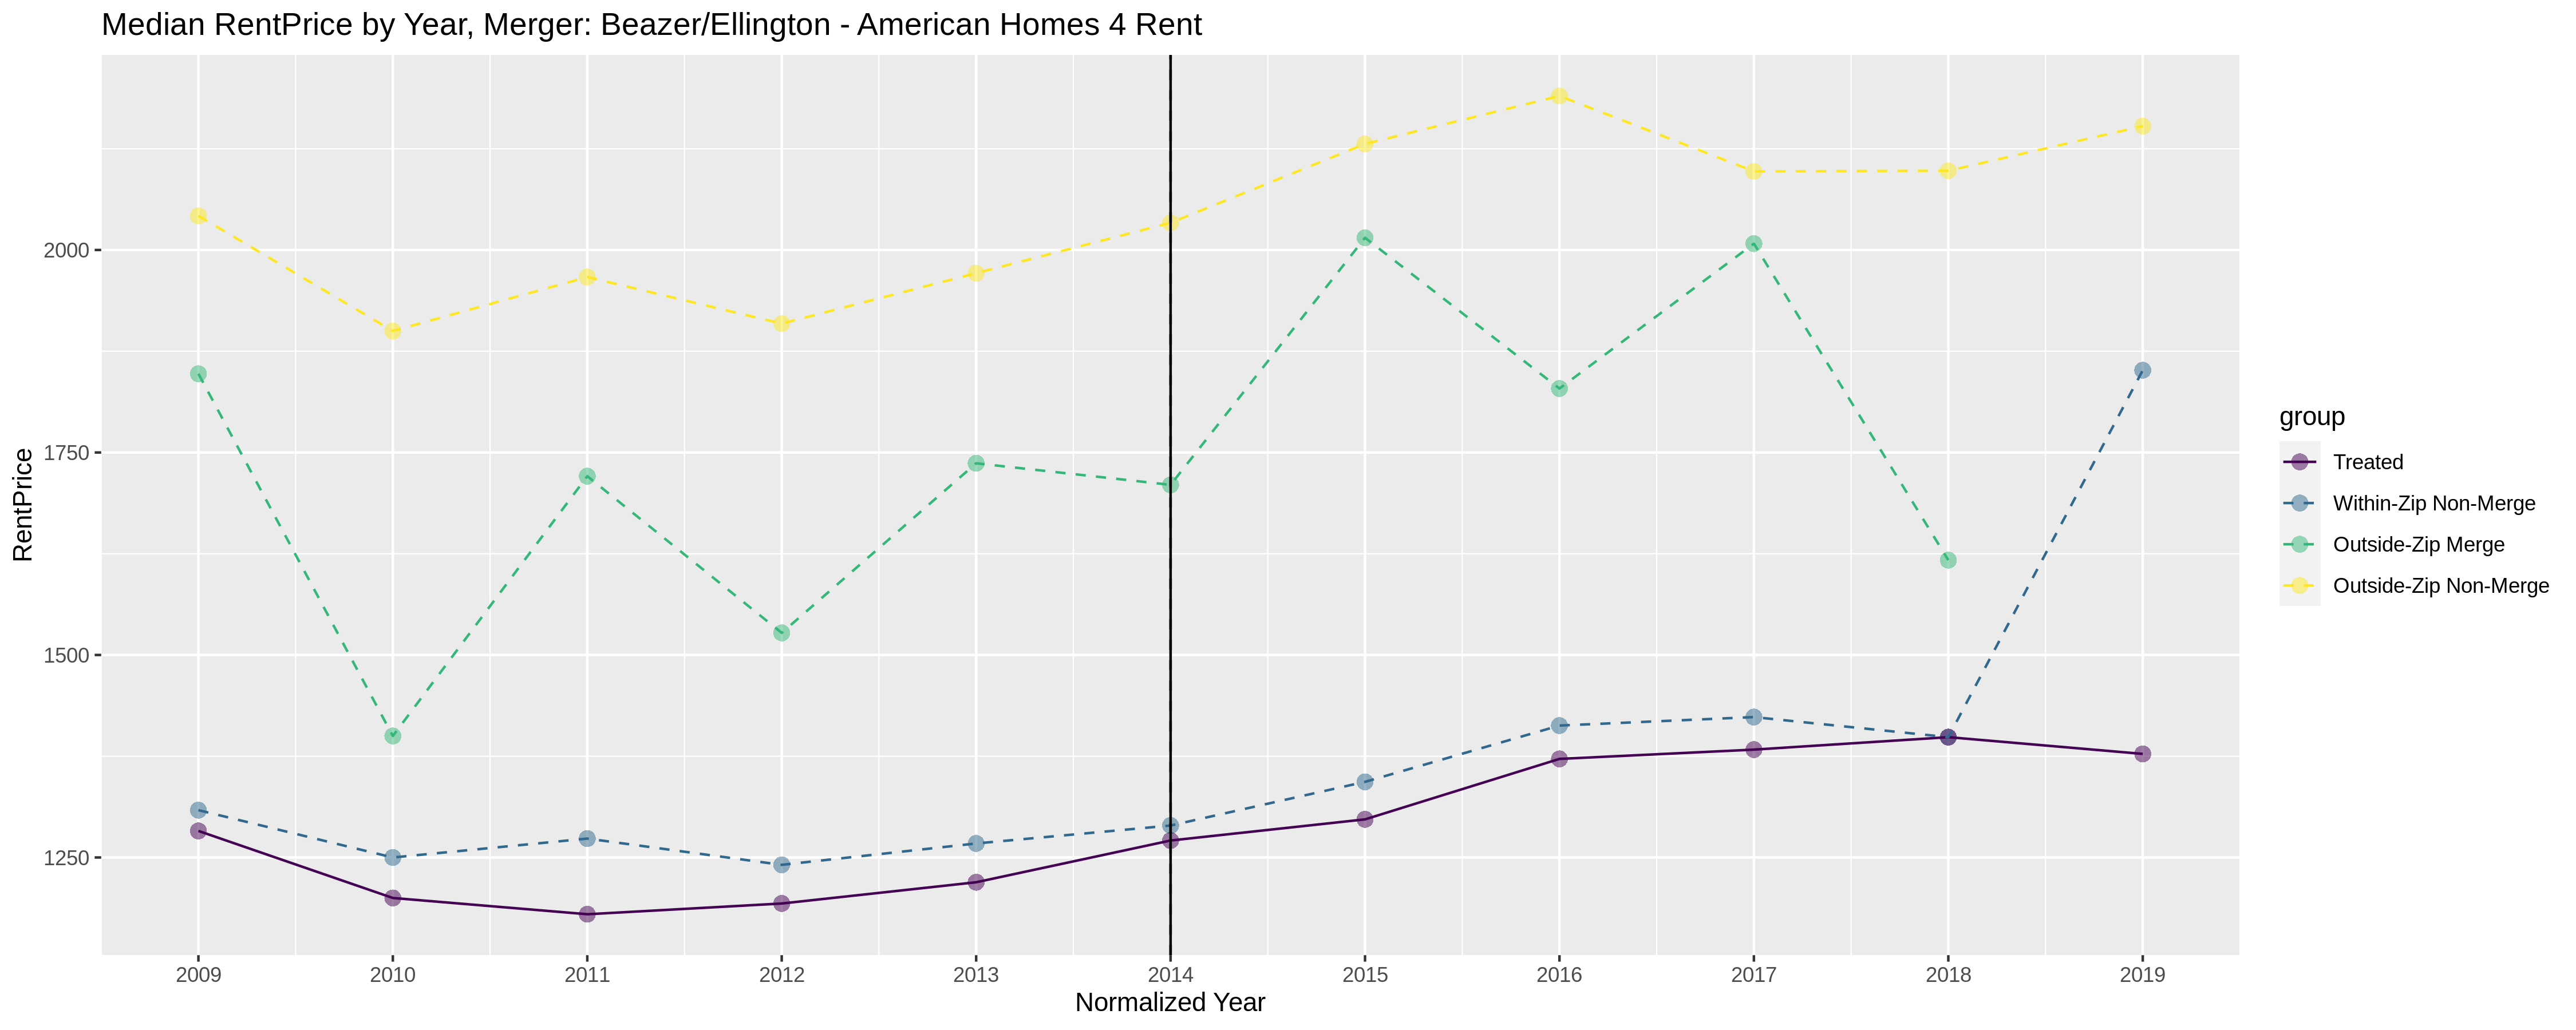 Median RentPrice by Year, Merger: Beazer/Ellington - American Homes 4 Rent
RentPrice
2000
1750
1500
1250
2009 2010 2011 2012 2013 2014 2015 2016 2017 2018 2019
Normalized Year
group
Treated
Within-Zip Non-Merge
Outside-Zip Merge
Outside-Zip Non-Merge